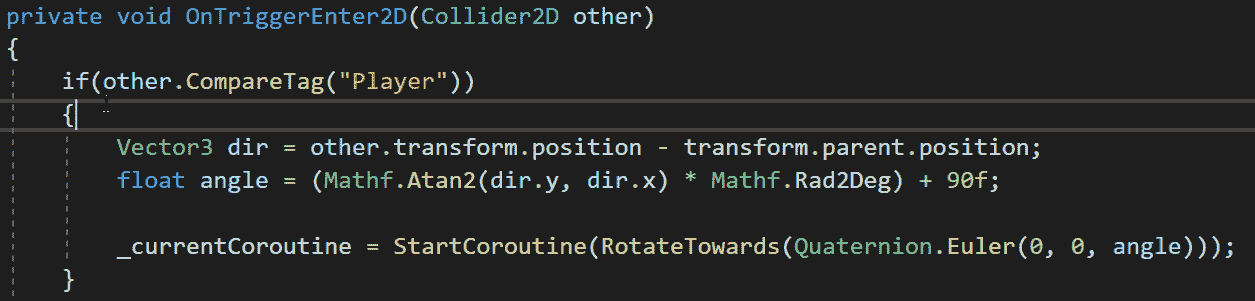 private void OnTriggerEnter2D(Collider2D other)
{
if(other.CompareTag("Player"))
{
Vector3 dir = other.transform.position - transform.parent.position;
float angle = (Mathf.Atan2(dir.y, dir.x) * Mathf.Rad2Deg) + 90f;
_currentCoroutine = StartCoroutine(RotateTowards(Quaternion.Euler(0, 0, angle)));
}